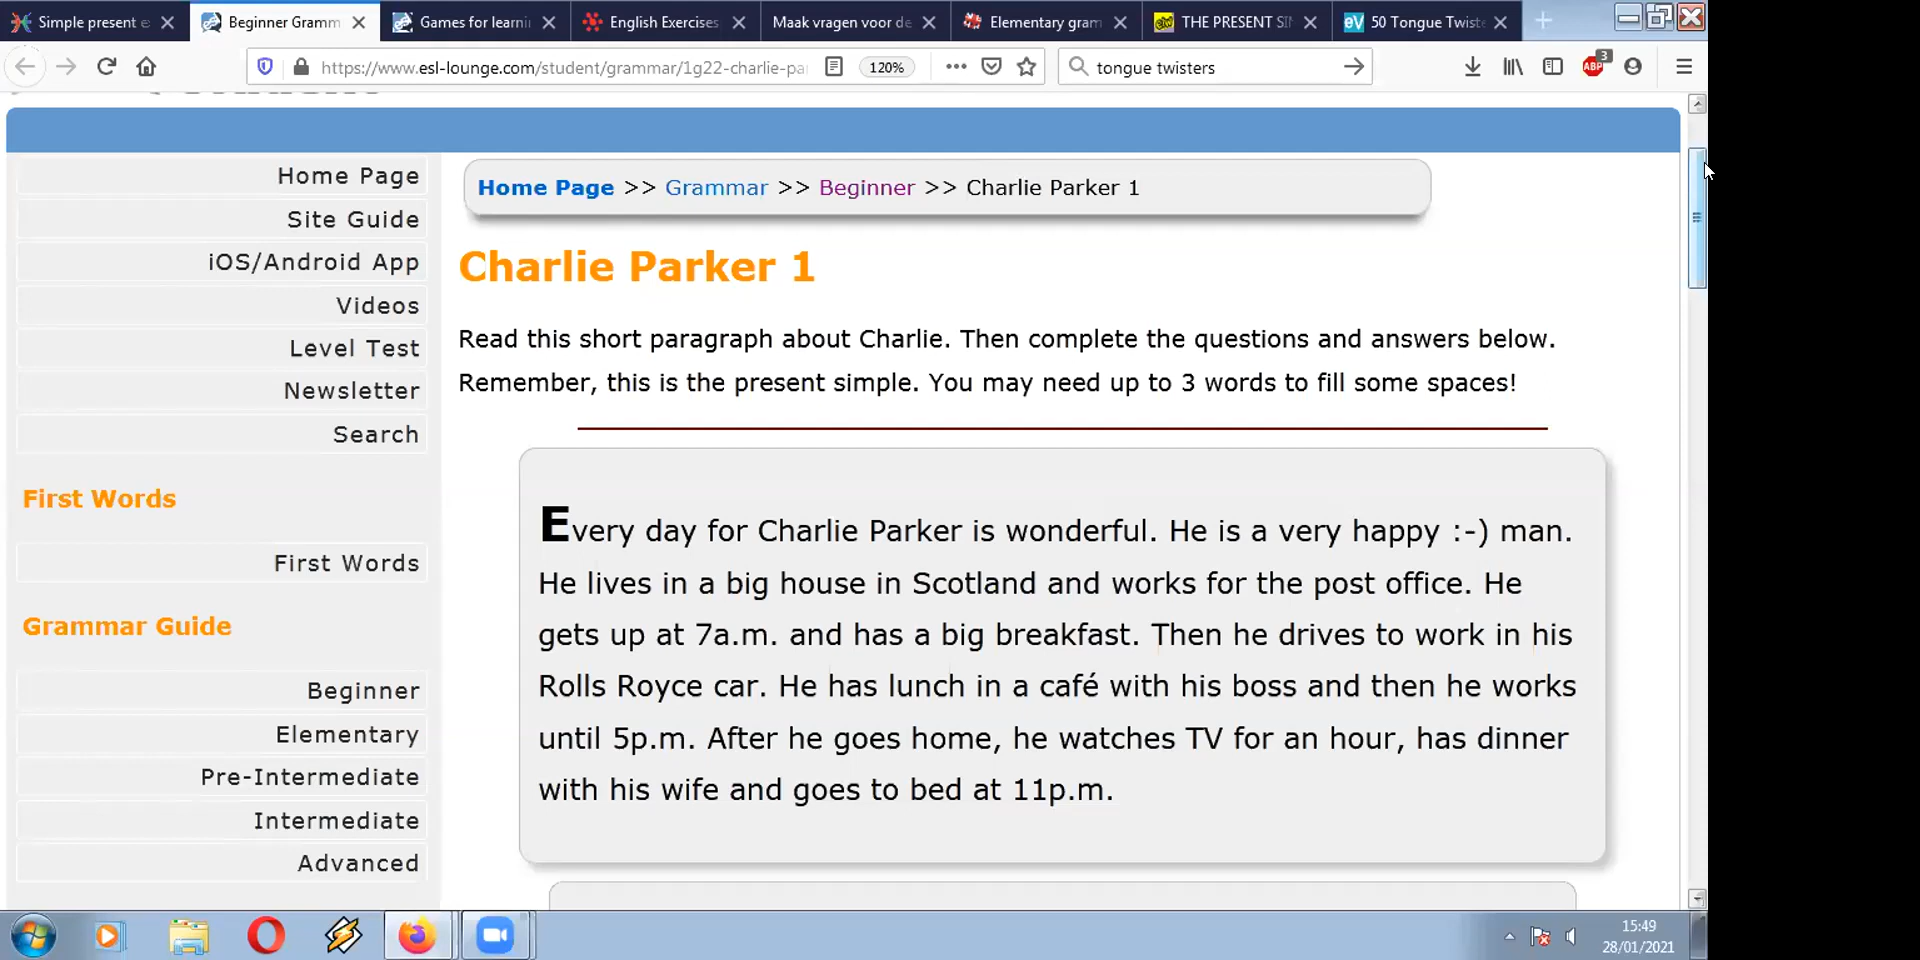 Simple present e
Beginner Gramm
Games for learni
English Exercises
Maak vragen voor de
Elementary gram
THE PRESENT SI
50 Tongue Twist
https://www.esl-lounge.com/student/grammar/1g22-charlie-pa
120%
tongue twisters
ABP
3
Home Page
Site Guide
iOS/Android App
Videos
Level Test
Newsletter
Search
First Words
First Words
Grammar Guide
Beginner
Elementary
Pre-Intermediate
Intermediate
Advanced
Home Page >> Grammar >> Beginner >> Charlie Parker 1
Charlie Parker 1
Read this short paragraph about Charlie. Then complete the questions and answers below.
Remember, this is the present simple. You may need up to 3 words to fill some spaces!
Every day for Charlie Parker is wonderful. He is a very happy :-) man.
He lives in a big house in Scotland and works for the post office. He
gets up at 7a.m. and has a big breakfast. Then he drives to work in his
Rolls Royce car. He has lunch in a café with his boss and then he works
until 5p.m. After he goes home, he watches TV for an hour, has dinner
with his wife and goes to bed at 11p.m.
15:49
28/01/2021